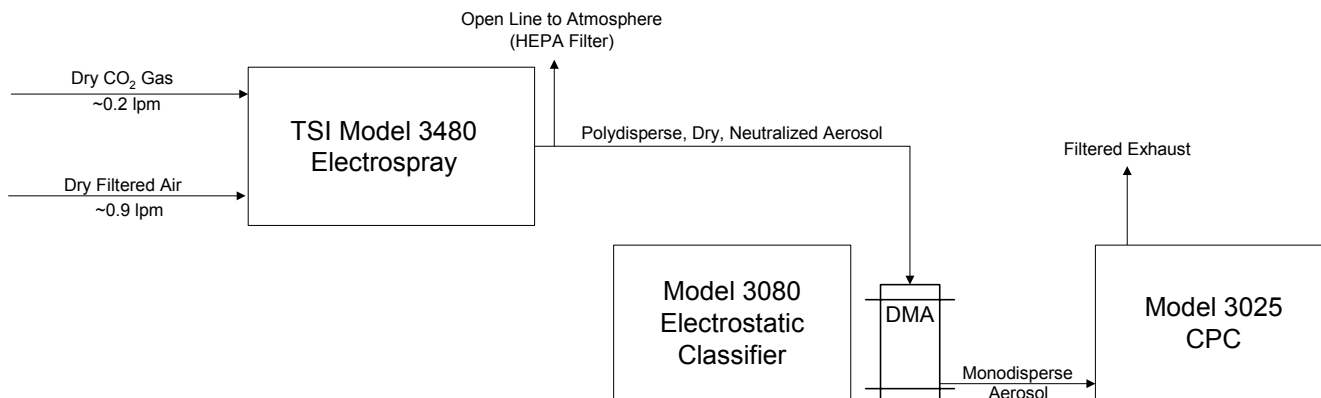 Open Line to Atmosphere
(HEPA Filter)
Dry CO₂ Gas
~0.2 lpm
TSI Model 3480
Electrospray
Polydisperse, Dry, Neutralized Aerosol
Filtered Exhaust
Dry Filtered Air
~0.9 lpm
Model 3080
Electrostatic
Classifier
DMA
Model 3025
CPC
Monodisperse
Aerosol